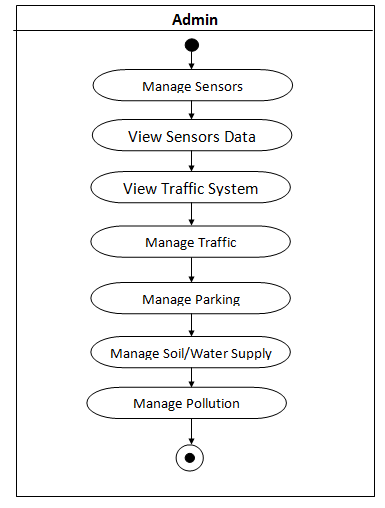 Admin
Manage Sensors
View Sensors Data
View Traffic System
Manage Traffic
Manage Parking
Manage Soil/Water Supply
Manage Pollution